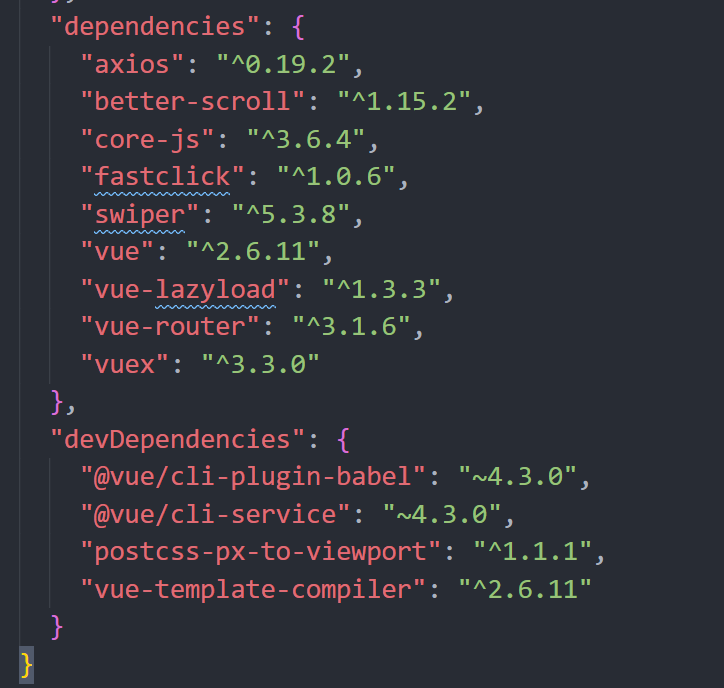 "dependencies": {
"axios": "^0.19.2",
"better-scroll": "^1.15.2",
"core-js": "^3.6.4",
"fastclick": "^1.0.6",
"swiper": "^5.3.8",
"vue": "^2.6.11",
"vue-lazyload": "^1.3.3",
"vue-router": "^3.1.6",
"vuex": "^3.3.0"
},
"devDependencies": {
"@vue/cli-plugin-babel": "~4.3.0",
"@vue/cli-service": "~4.3.0",
"postcss-px-to-viewport": "^1.1.1",
"vue-template-compiler": "^2.6.11"
}
}